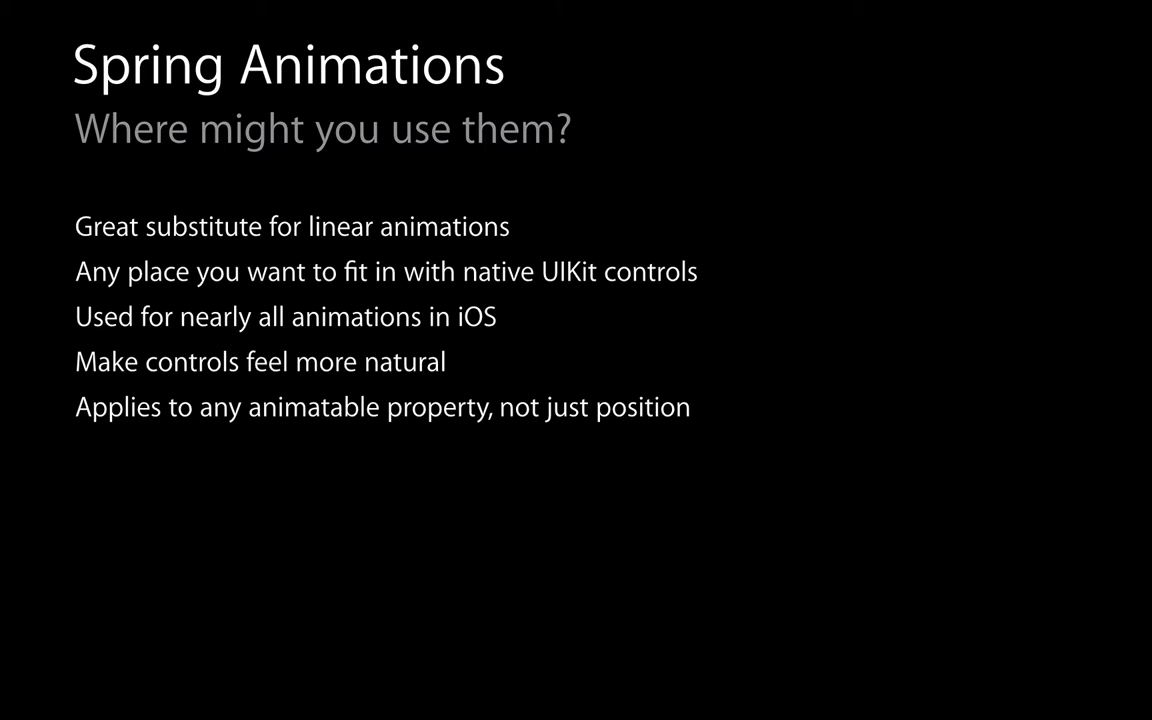 Spring Animations
Where might you use them?
Great substitute for linear animations
Any place you want to fit in with native UIKit controls
Used for nearly all animations in iOS
Make controls feel more natural
Applies to any animatable property, not just position